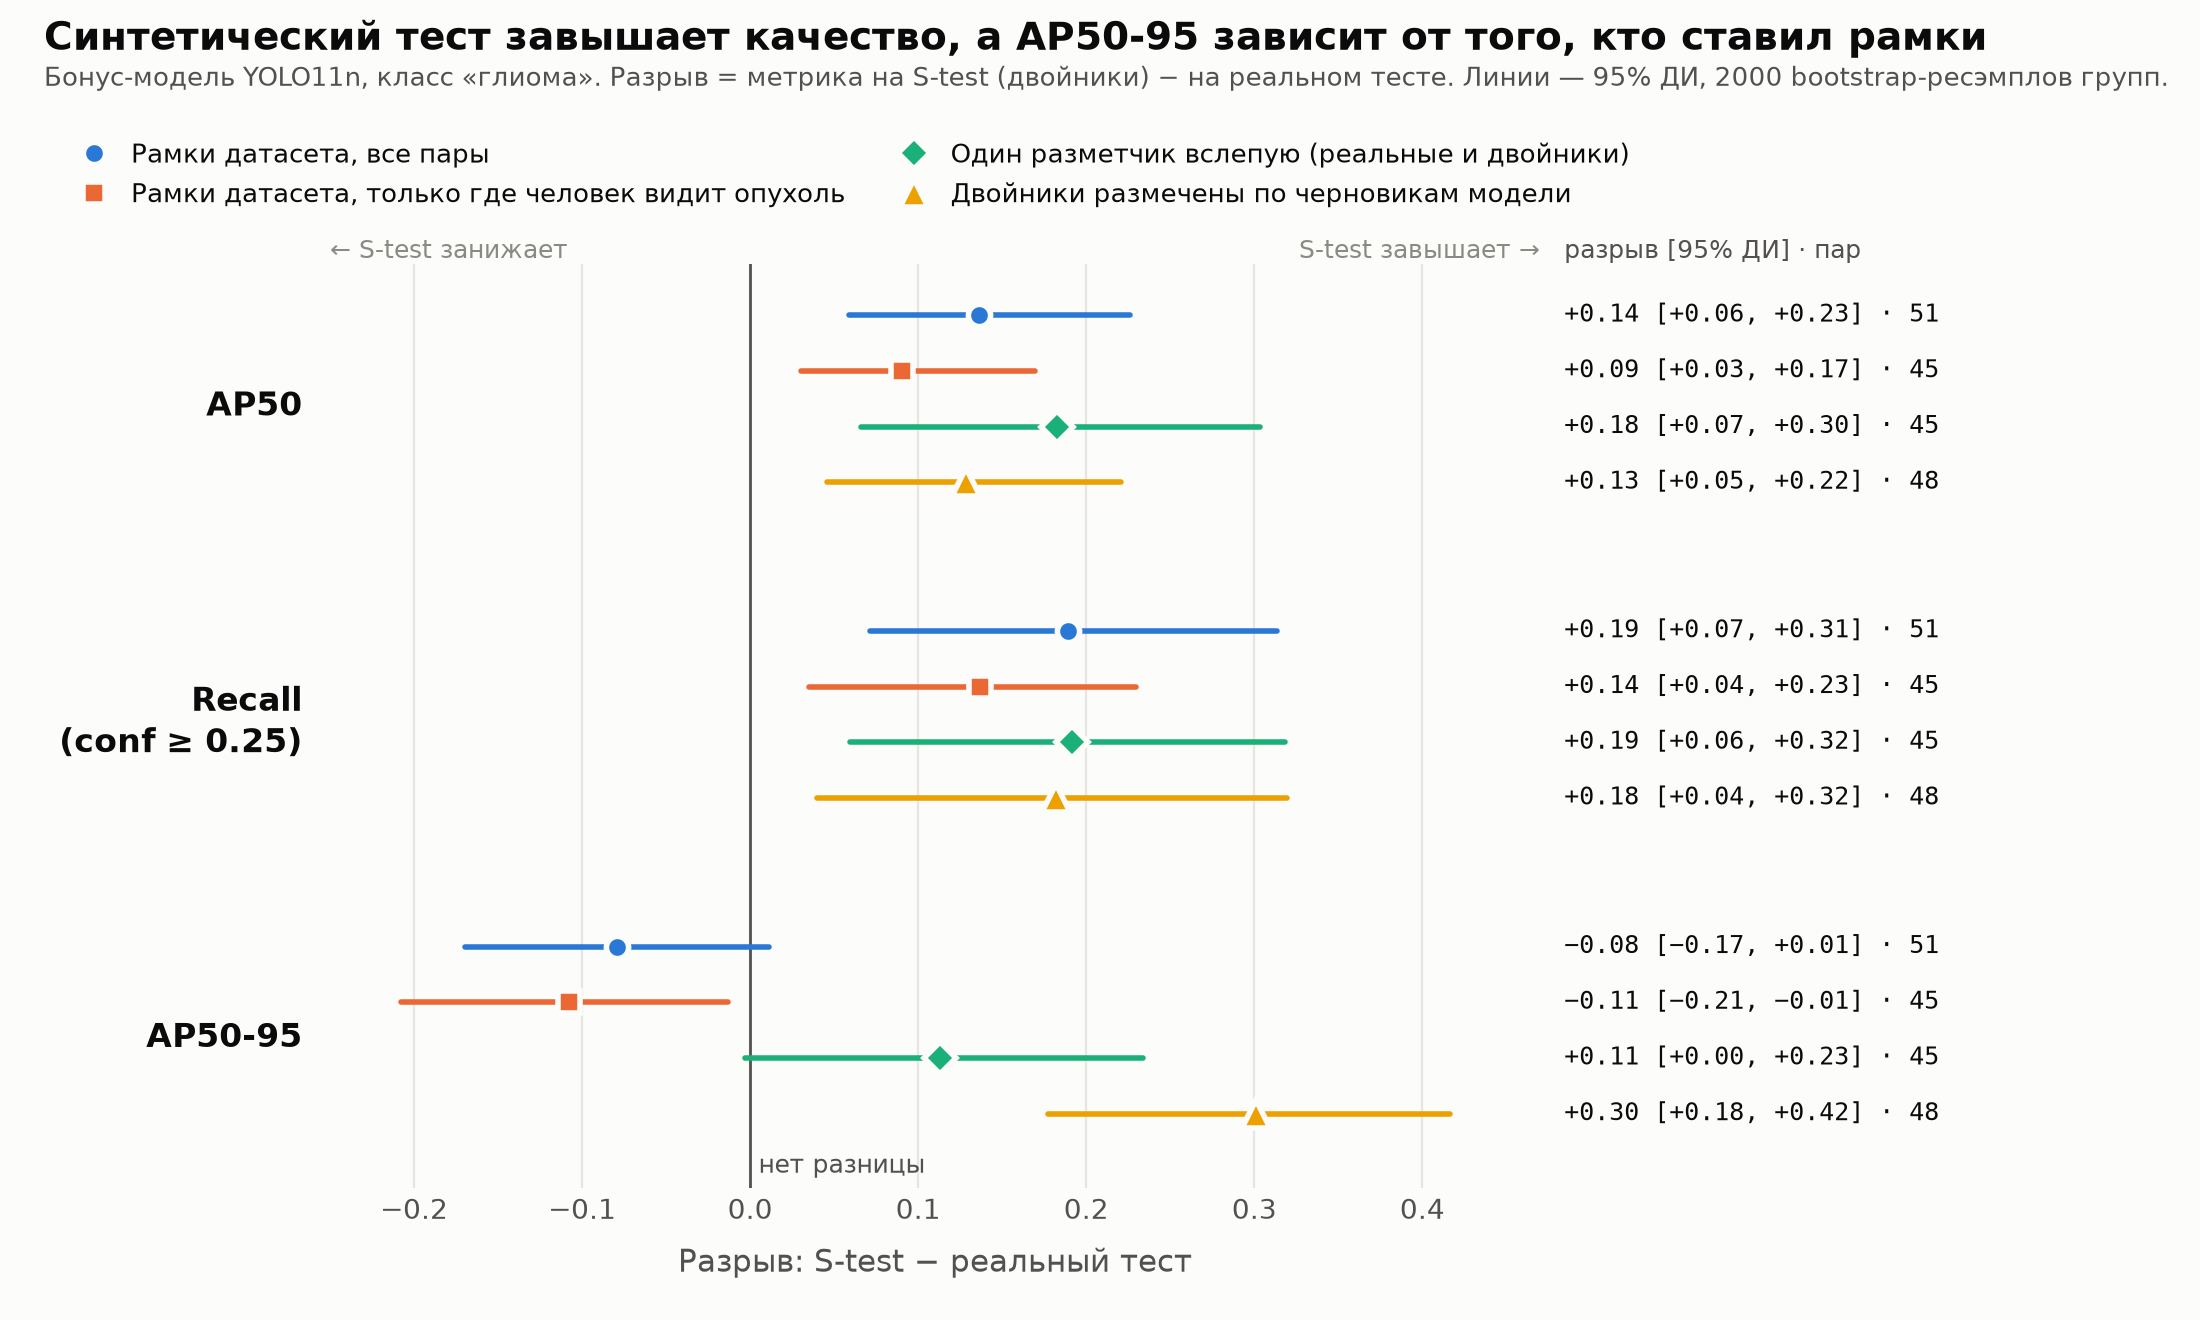 Синтетический тест завышает качество, а AP50-95 зависит от того, кто ставил рамки
Бонус-модель YOLO11n, класс «глиома». Разрыв = метрика на S-test (двойники) − на реальном тесте. Линии — 95% ДИ, 2000 bootstrap-ресэмплов групп.
Рамки датасета, все пары
Рамки датасета, только где человек видит опухоль
Один разметчик вслепую (реальные и двойники)
Двойники размечены по черновикам модели
← S-test занижает
S-test завышает →
разрыв [95% ДИ] · пар
AP50
+0.14 [+0.06, +0.23] · 51
+0.09 [+0.03, +0.17] · 45
+0.18 [+0.07, +0.30] · 45
+0.13 [+0.05, +0.22] · 48
Recall
(conf ≥ 0.25)
+0.19 [+0.07, +0.31] · 51
+0.14 [+0.04, +0.23] · 45
+0.19 [+0.06, +0.32] · 45
+0.18 [+0.04, +0.32] · 48
AP50-95
−0.08 [−0.17, +0.01] · 51
−0.11 [−0.21, −0.01] · 45
+0.11 [+0.00, +0.23] · 45
+0.30 [+0.18, +0.42] · 48
нет разницы
−0.2 −0.1 0.0 0.1 0.2 0.3 0.4
Разрыв: S-test − реальный тест